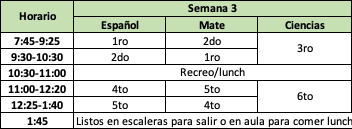 Horario Semana 3
Español Mate Ciencias
7:45-9:25 1ro 2do 3ro
9:30-10:30 2do 1ro
10:30-11:00 Recreo/lunch
11:00-12:20 4to 5to 6to
12:25-1:40 5to 4to
1:45 Listos en escaleras para salir o en aula para comer lunch